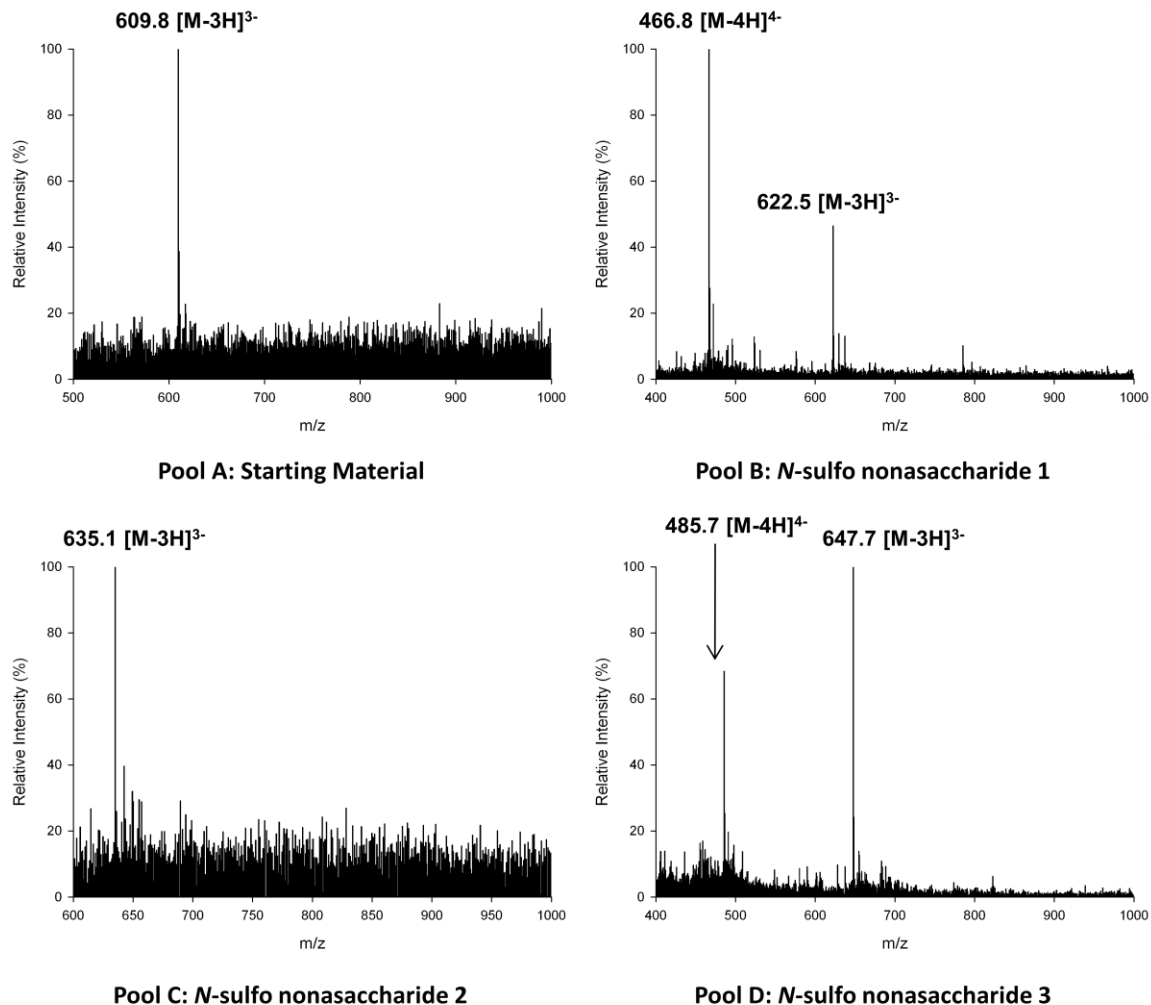 609.8 [M-3H]3-
100
80
60
40
20
0
Relative Intensity (%)
500 600 700 800 900 1000
m/z
Pool A: Starting Material
466.8 [M-4H]4-
622.5 [M-3H]3-
100
80
60
40
20
0
Relative Intensity (%)
400 500 600 700 800 900 1000
m/z
Pool B: N-sulfo nonasaccharide 1
635.1 [M-3H]3-
100
80
60
40
20
0
Relative Intensity (%)
600 650 700 750 800 850 900 950 1000
m/z
Pool C: N-sulfo nonasaccharide 2
485.7 [M-4H]4-
647.7 [M-3H]3-
100
80
60
40
20
0
Relative Intensity (%)
400 500 600 700 800 900 1000
m/z
Pool D: N-sulfo nonasaccharide 3